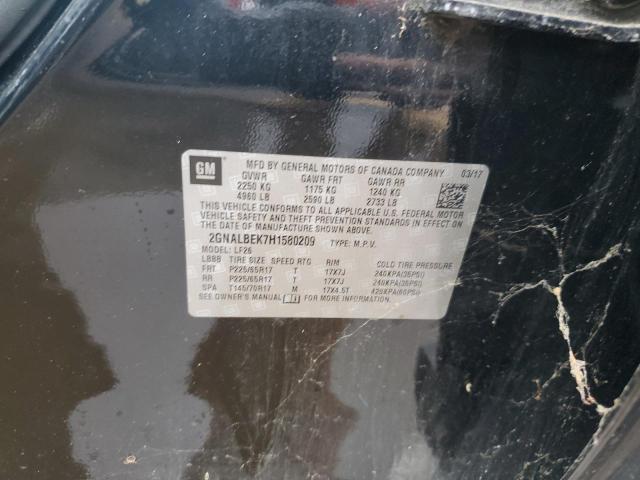 GM
MFD BY GENERAL MOTORS OF CANADA COMPANY 03/17
GVWR GAWR FRT GAWR RR
2250 KG 1175 KG 1240 KG
4960 LB 2590 LB 2733 LB
THIS VEHICLE CONFORMS TO ALL APPLICABLE U.S. FEDERAL MOTOR
VEHICLE SAFETY AND THEFT PREVENTION STANDARDS IN EFFECT ON
THE DATE OF MANUFACTURE SHOWN ABOVE.
2GNALBEK7H1580209 TYPE: M.P.V.
MODEL: LF26
LBBB TIRE SIZE SPEED RTG RIM COLD TIRE PRESSURE
FRT P225/65R17 T 17X7J 240KPA(35PSI)
RR P225/65R17 T 17X7J 240KPA(35PSI)
SPA T145/70R17 M 17X4.5T 420KPA(60PSI)
SEE OWNER'S MANUAL FOR MORE INFORMATION.